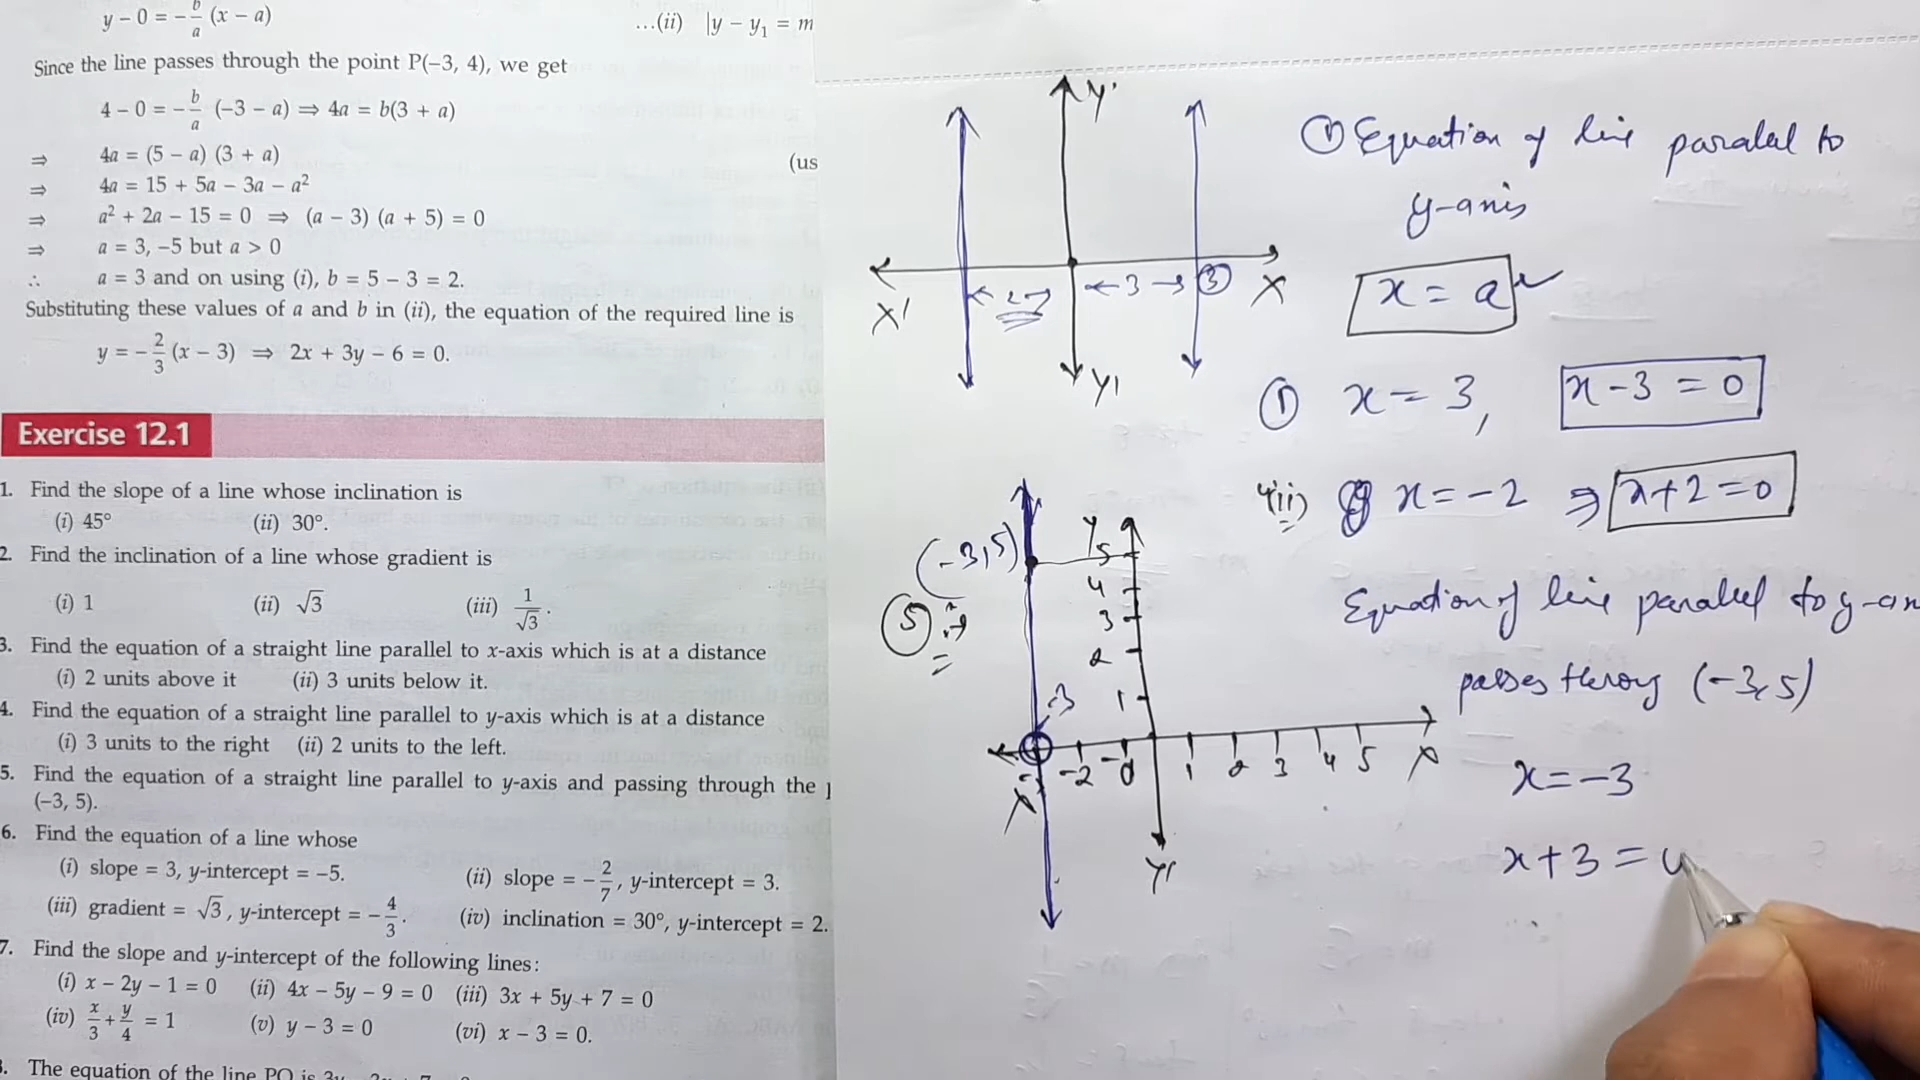 y – 0 = – b/a (x – a) ...(ii) |y – y₁ = m
Since the line passes through the point P(–3, 4), we get
4 – 0 = – b/a (–3 – a) ⇒ 4a = b(3 + a)
⇒ 4a = (5 – a) (3 + a) (us
⇒ 4a = 15 + 5a – 3a – a²
⇒ a² + 2a – 15 = 0 ⇒ (a – 3) (a + 5) = 0
⇒ a = 3, –5 but a > 0
∴ a = 3 and on using (i), b = 5 – 3 = 2.
Substituting these values of a and b in (ii), the equation of the required line is
y = – 2/3 (x – 3) ⇒ 2x + 3y – 6 = 0.
Exercise 12.1
1. Find the slope of a line whose inclination is
(i) 45° (ii) 30°.
2. Find the inclination of a line whose gradient is
(i) 1 (ii) √3 (iii) 1/√3.
3. Find the equation of a straight line parallel to x-axis which is at a distance
(i) 2 units above it (ii) 3 units below it.
4. Find the equation of a straight line parallel to y-axis which is at a distance
(i) 3 units to the right (ii) 2 units to the left.
5. Find the equation of a straight line parallel to y-axis and passing through the
(–3, 5).
6. Find the equation of a line whose
(i) slope = 3, y-intercept = –5. (ii) slope = – 2/7, y-intercept = 3.
(iii) gradient = √3, y-intercept = – 4/3. (iv) inclination = 30°, y-intercept = 2.
7. Find the slope and y-intercept of the following lines:
(i) x – 2y – 1 = 0 (ii) 4x – 5y – 9 = 0 (iii) 3x + 5y + 7 = 0
(iv) x/3 + y/4 = 1 (v) y – 3 = 0 (vi) x – 3 = 0.
The equation of the line PQ is
Y'
X' 2 3 3 X
Y'
① Equation of line parallel to
y-axis
x = a
① x = 3, x - 3 = 0
(ii) x = -2 ⇒ x + 2 = 0
(-3, 5)
5
Y
5
4
3
2
1
-3
-2 0 1 2 3 4 5 X
X'
Y'
Equation of line parallel to y-
passes (-3, 5)
x = -3
x + 3 =